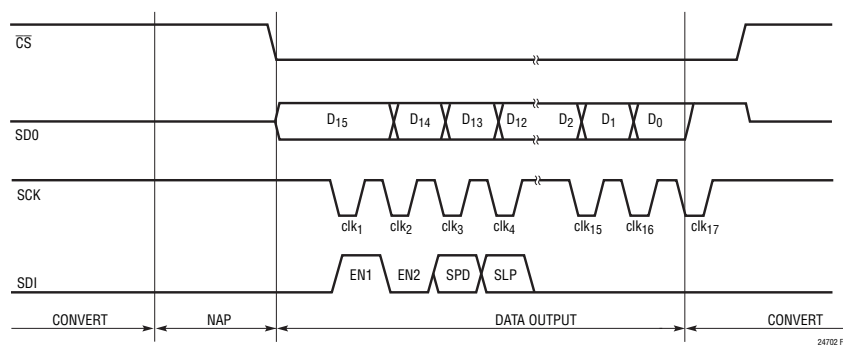 C̅S̅
D15 D14 D13 D12 D2 D1 D0
SD0
SCK
clk1 clk2 clk3 clk4 clk15 clk16 clk17
EN1 EN2 SPD SLP
SDI
CONVERT NAP DATA OUTPUT CONVERT
24702 F